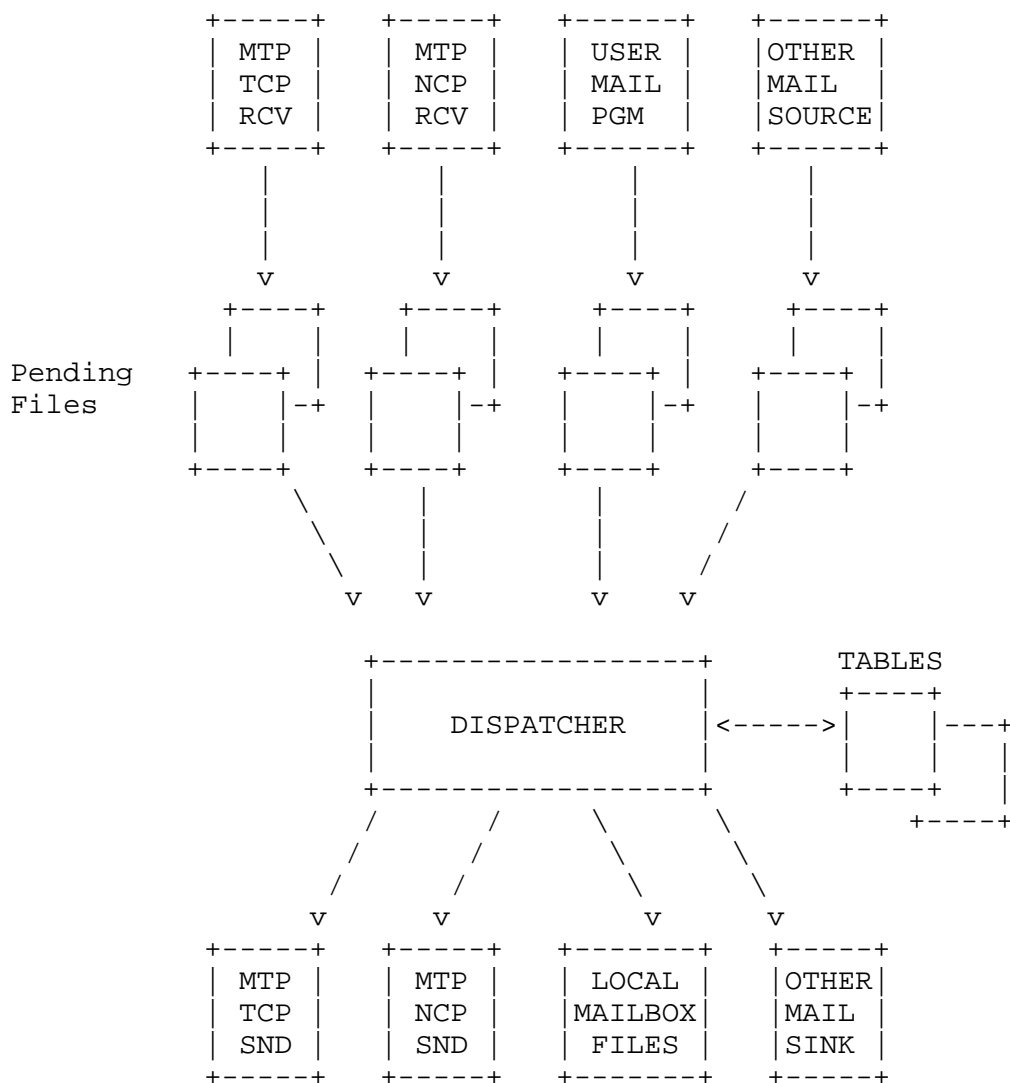 MTP MTP USER OTHER
TCP NCP MAIL MAIL
RCV RCV PGM SOURCE
Pending
Files
TABLES
DISPATCHER
MTP MTP LOCAL OTHER
TCP NCP MAILBOX MAIL
SND SND FILES SINK